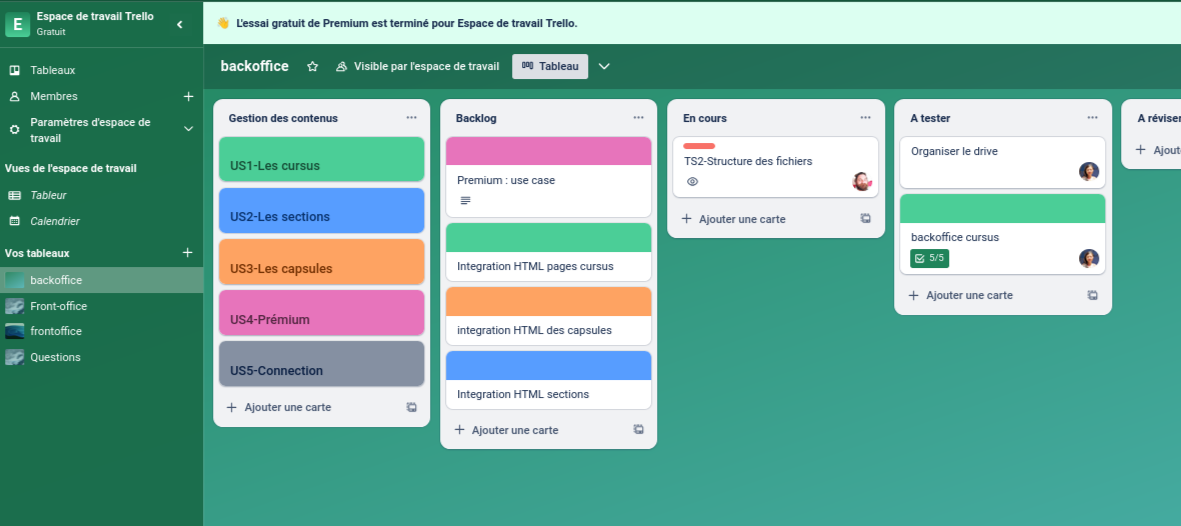 E
Espace de travail Trello
Gratuit
Tableaux
Membres
Paramètres d'espace de
travail
Vues de l'espace de travail
Tableur
Calendrier
Vos tableaux
backoffice
Front-office
frontoffice
Questions
L'essai gratuit de Premium est terminé pour Espace de travail Trello.
backoffice
Visible par l'espace de travail
Tableau
Gestion des contenus
US1-Les cursus
US2-Les sections
US3-Les capsules
US4-Prémium
US5-Connection
Ajouter une carte
Backlog
Premium : use case
Integration HTML pages cursus
integration HTML des capsules
Integration HTML sections
Ajouter une carte
En cours
TS2-Structure des fichiers
Ajouter une carte
A tester
Organiser le drive
backoffice cursus
5/5
Ajouter une carte
A réviser
Ajout